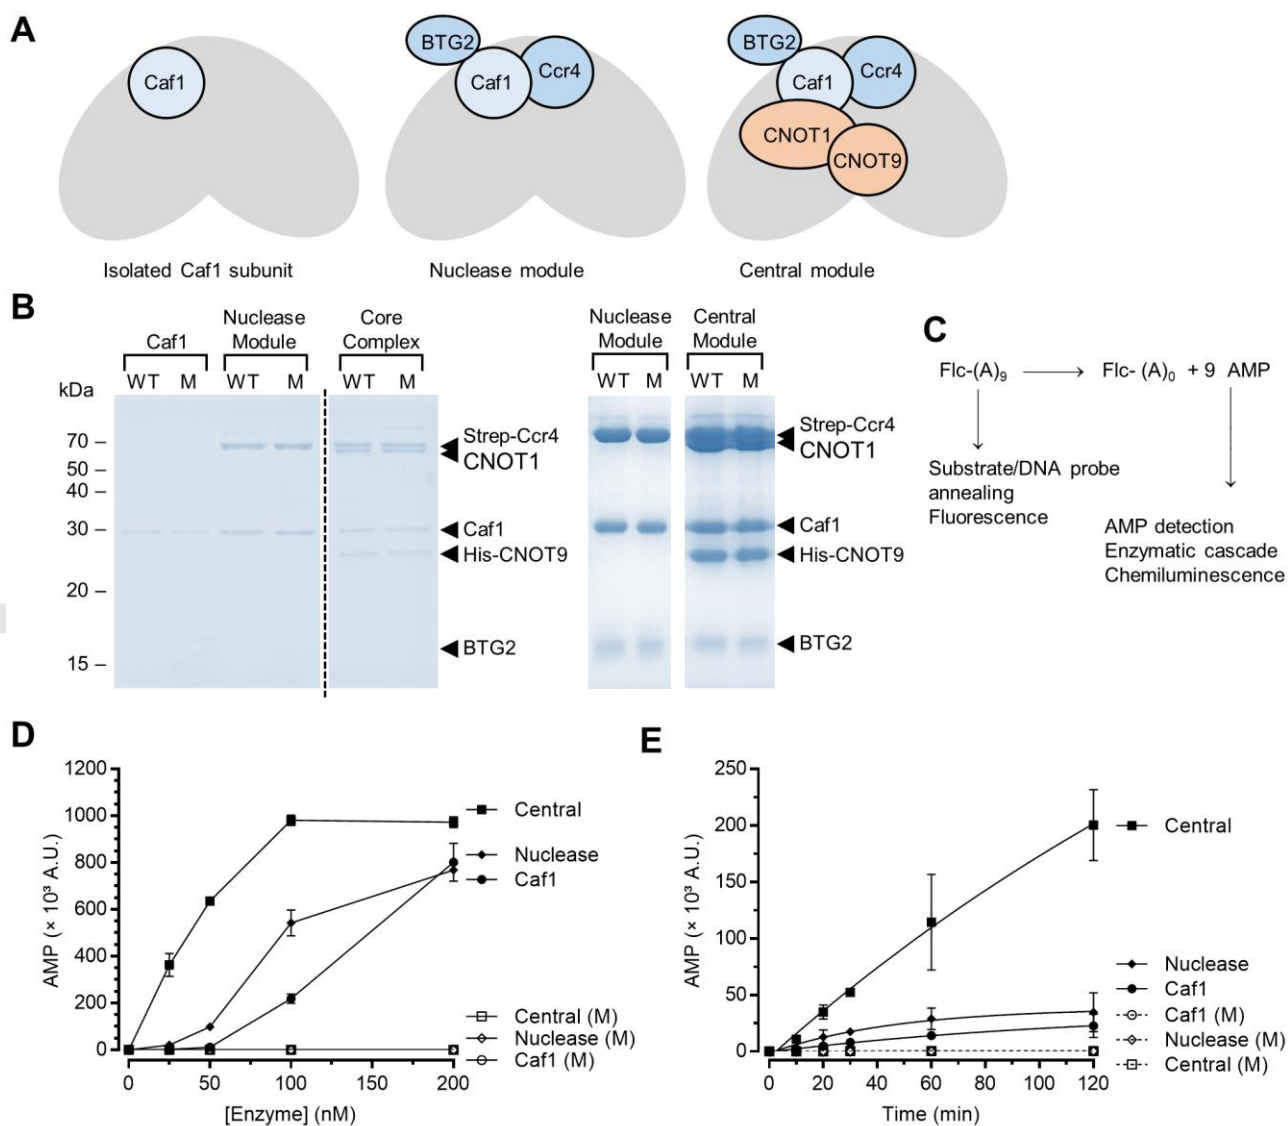 A
Caf1
BTG2
Caf1
Ccr4
BTG2
Caf1
Ccr4
CNOT1
CNOT9
Isolated Caf1 subunit
Nuclease module
Central module
B
Caf1
Nuclease
Module
Core
Complex
WT M WT M WT M
kDa
70
50
40
30
20
15
Strep-Ccr4
CNOT1
Caf1
His-CNOT9
BTG2
Nuclease
Module
Central
Module
WT M WT M
Strep-Ccr4
CNOT1
Caf1
His-CNOT9
BTG2
C
Flc-(A)₉ → Flc- (A)₀ + 9 AMP
Substrate/DNA probe
annealing
Fluorescence
AMP detection
Enzymatic cascade
Chemiluminescence
D
AMP (× 10³ A.U.)
1200
1000
800
600
400
200
0
0 50 100 150 200
[Enzyme] (nM)
Central
Nuclease
Caf1
Central (M)
Nuclease (M)
Caf1 (M)
E
AMP (× 10³ A.U.)
250
200
150
100
50
0
0 20 40 60 80 100 120
Time (min)
Central
Nuclease
Caf1
Caf1 (M)
Nuclease (M)
Central (M)